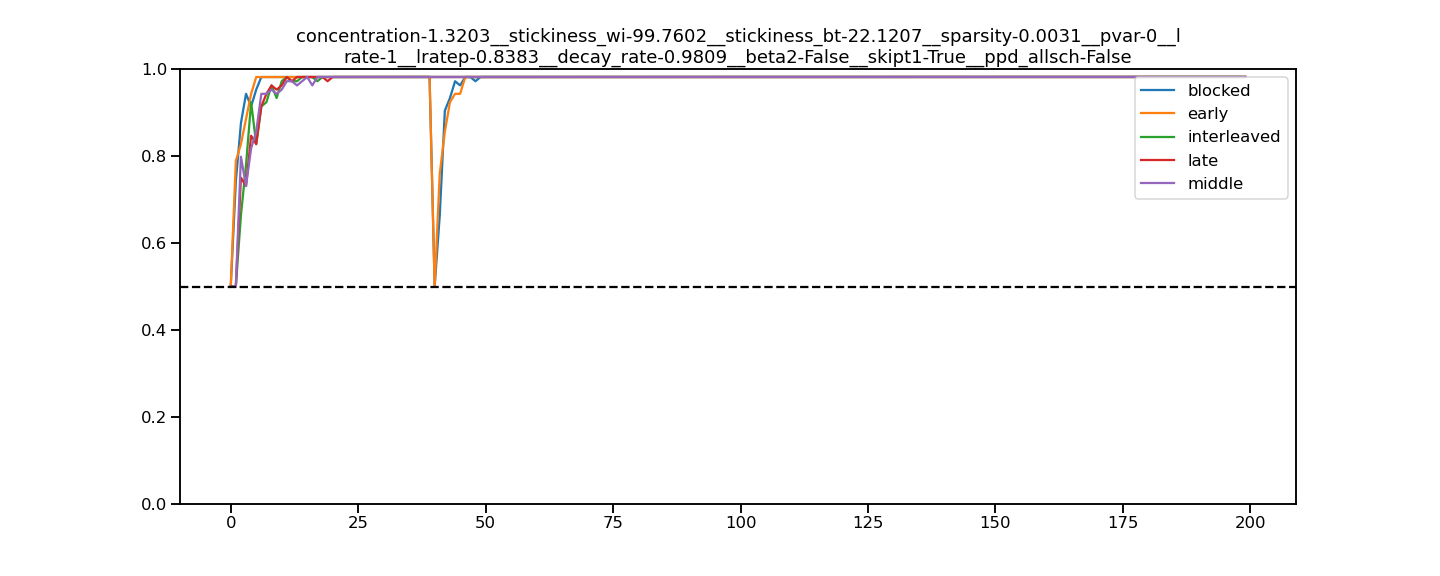 concentration-1.3203__stickiness_wi-99.7602__stickiness_bt-22.1207__sparsity-0.0031__pvar-0__l
rate-1__lratep-0.8383__decay_rate-0.9809__beta2-False__skipt1-True__ppd_allsch-False
1.0
0.8
0.6
0.4
0.2
0.0
blocked
early
interleaved
late
middle
0 25 50 75 100 125 150 175 200